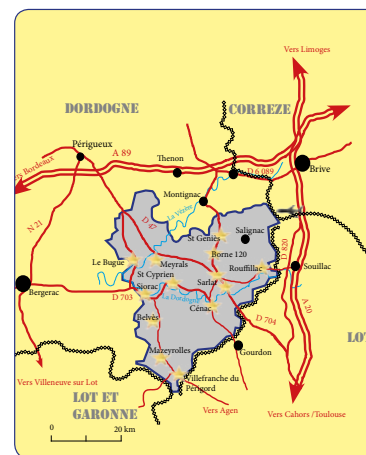 Vers Limoges
DORDOGNE
CORREZE
Périgueux
A 89
Vers Bordeaux
Thenon
D 6 089
Brive
Montignac
La Vézère
N 21
D 47
St Geniès
Salignac
Borne 120
D 820
Le Bugue
Meyrals
Rouffillac
Souillac
St Cyprien
Sarlat
Bergerac
Siorac
D 703
La Dordogne
Cénac
A 20
Belvès
D 704
LOT
Mazeyrolles
Gourdon
Vers Villeneuve sur Lot
Villefranche du
Périgord
LOT ET
GARONNE
Vers Agen
Vers Cahors /Toulouse
0
20 km